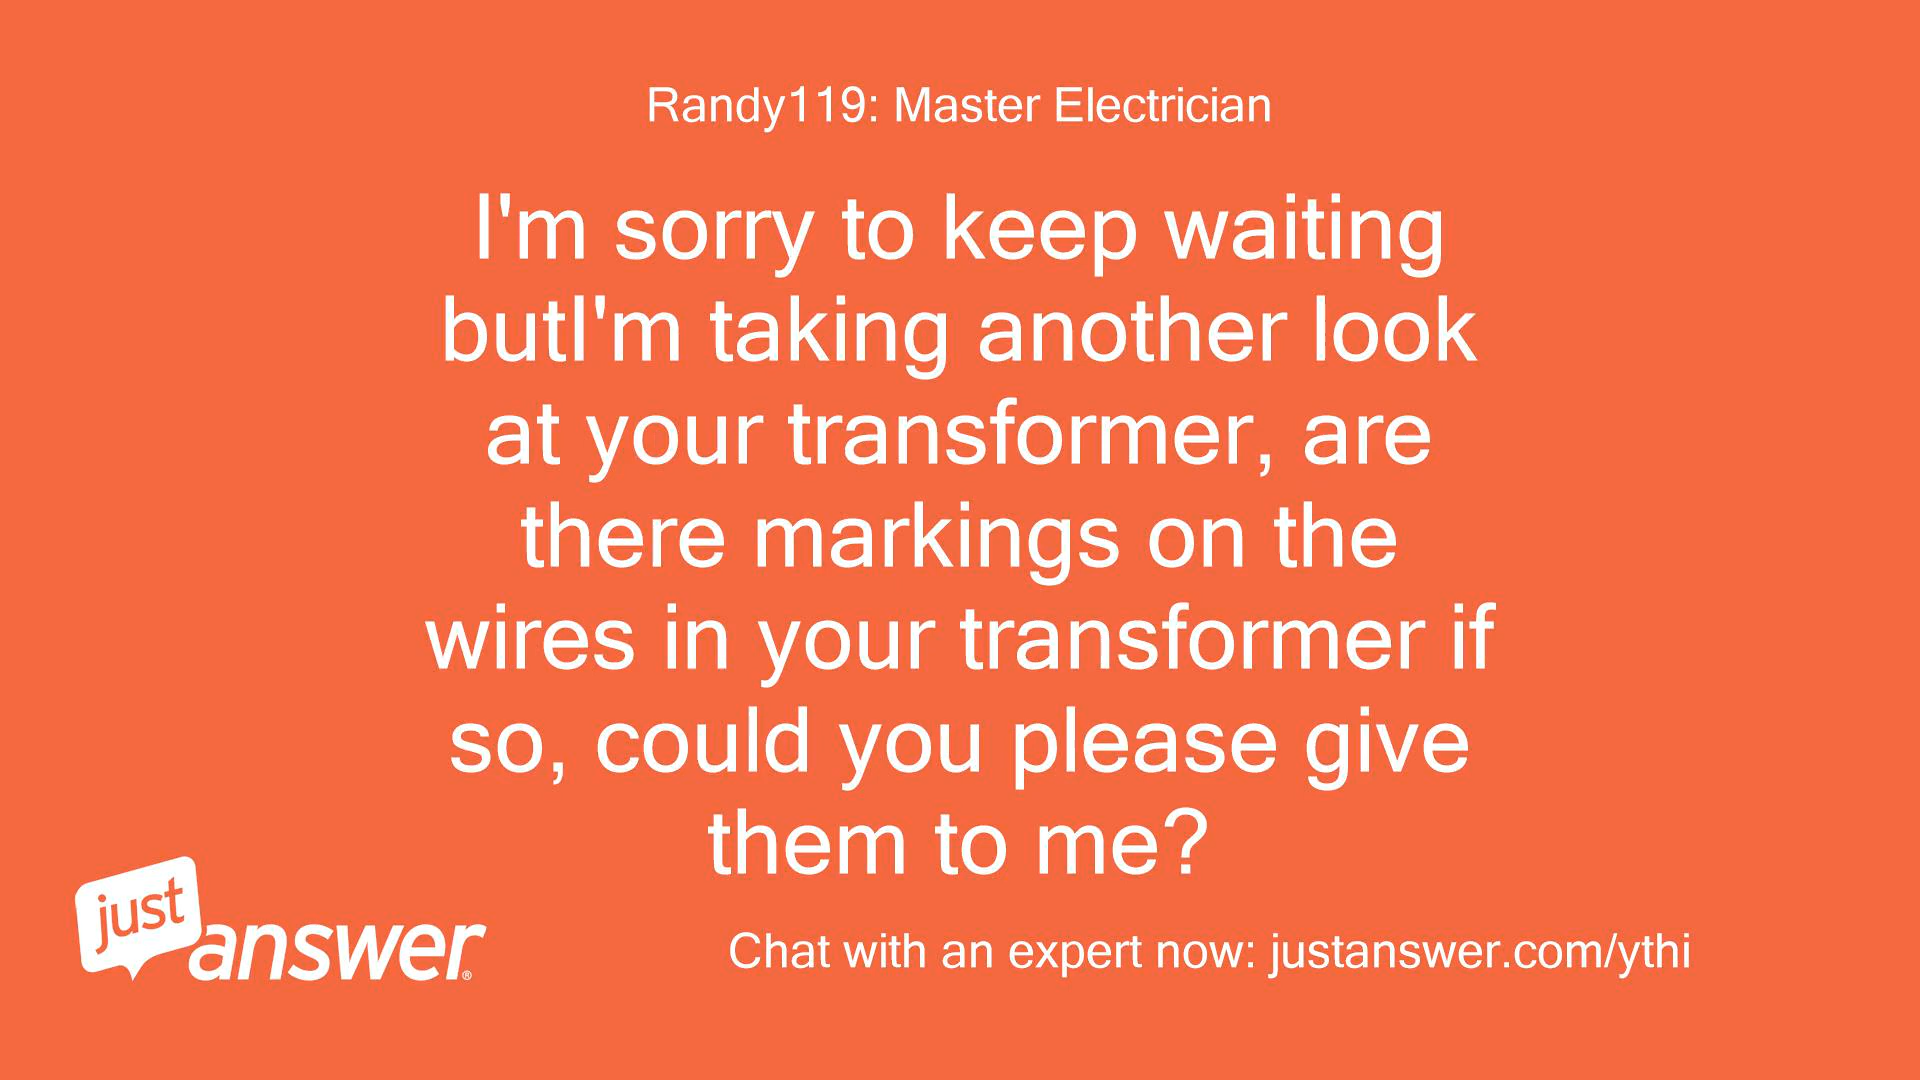 Randy119: Master Electrician
I'm sorry to keep waiting
butI'm taking another look
at your transformer, are
there markings on the
wires in your transformer if
so, could you please give
them to me?
just
answer®
Chat with an expert now: justanswer.com/ythi